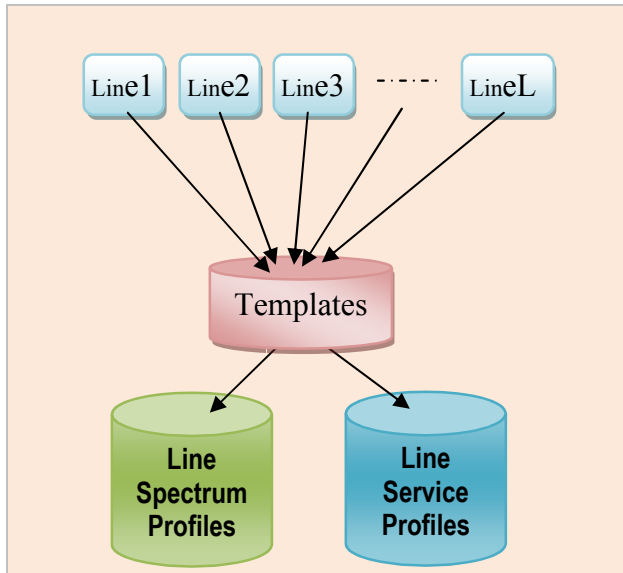 Line1 Line2 Line3 LineL
Templates
Line
Spectrum
Profiles
Line
Service
Profiles